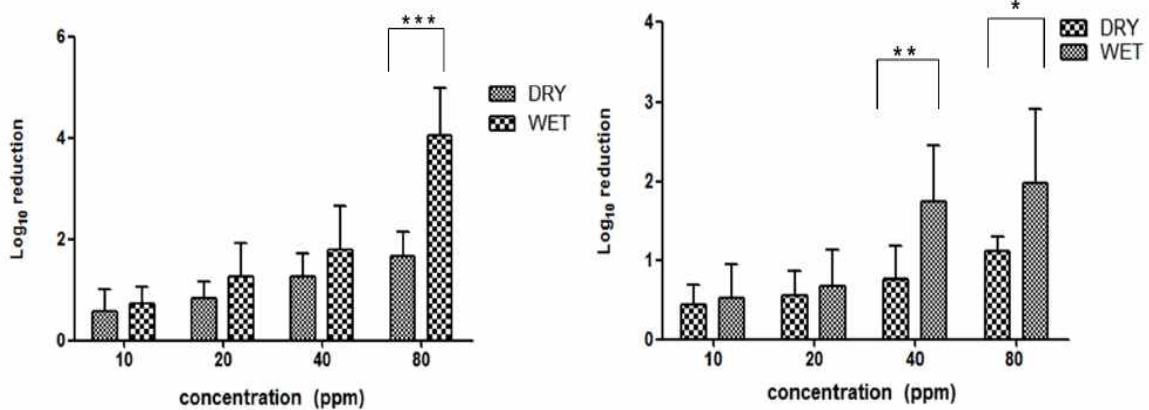 ***
6
4
2
0
Log₁₀ reduction
DRY
WET
10 20 40 80
concentration (ppm)
*
**
4
3
2
1
0
Log₁₀ reduction
DRY
WET
10 20 40 80
concentration (ppm)